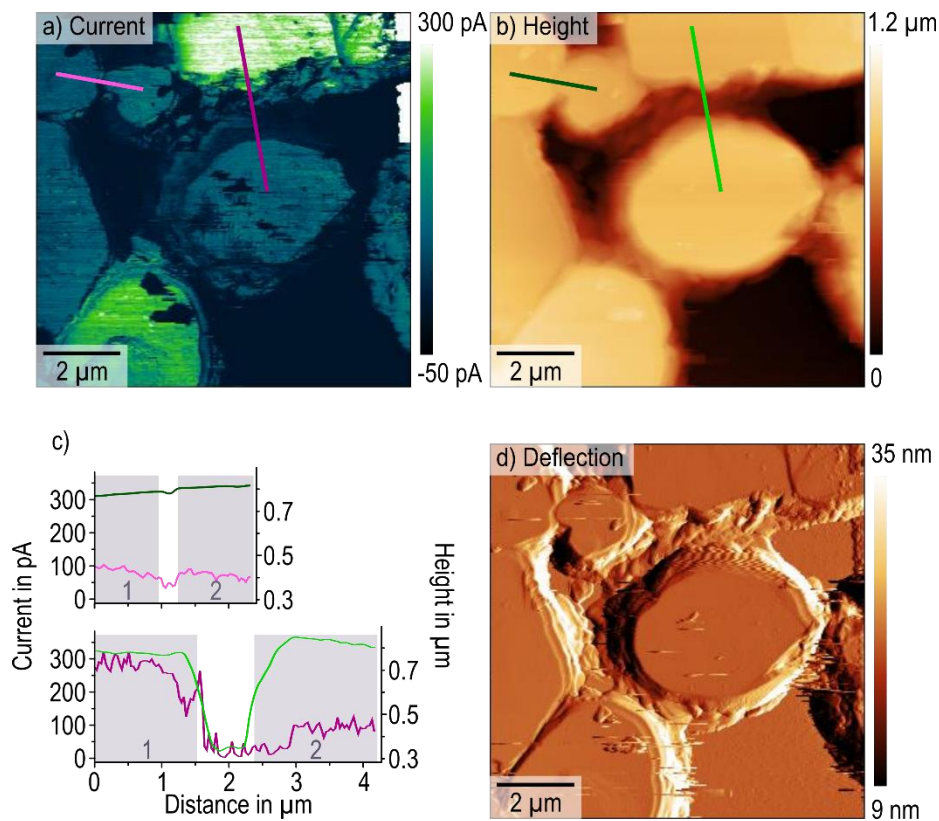 a) Current
300 pA
-50 pA
2 µm
b) Height
1.2 µm
0
2 µm
c)
300
200
100
0
0.7
0.5
0.3
1
2
300
200
100
0
0.7
0.5
0.3
1
2
0
1
2
3
4
Current in pA
Height in µm
Distance in µm
d) Deflection
35 nm
9 nm
2 µm